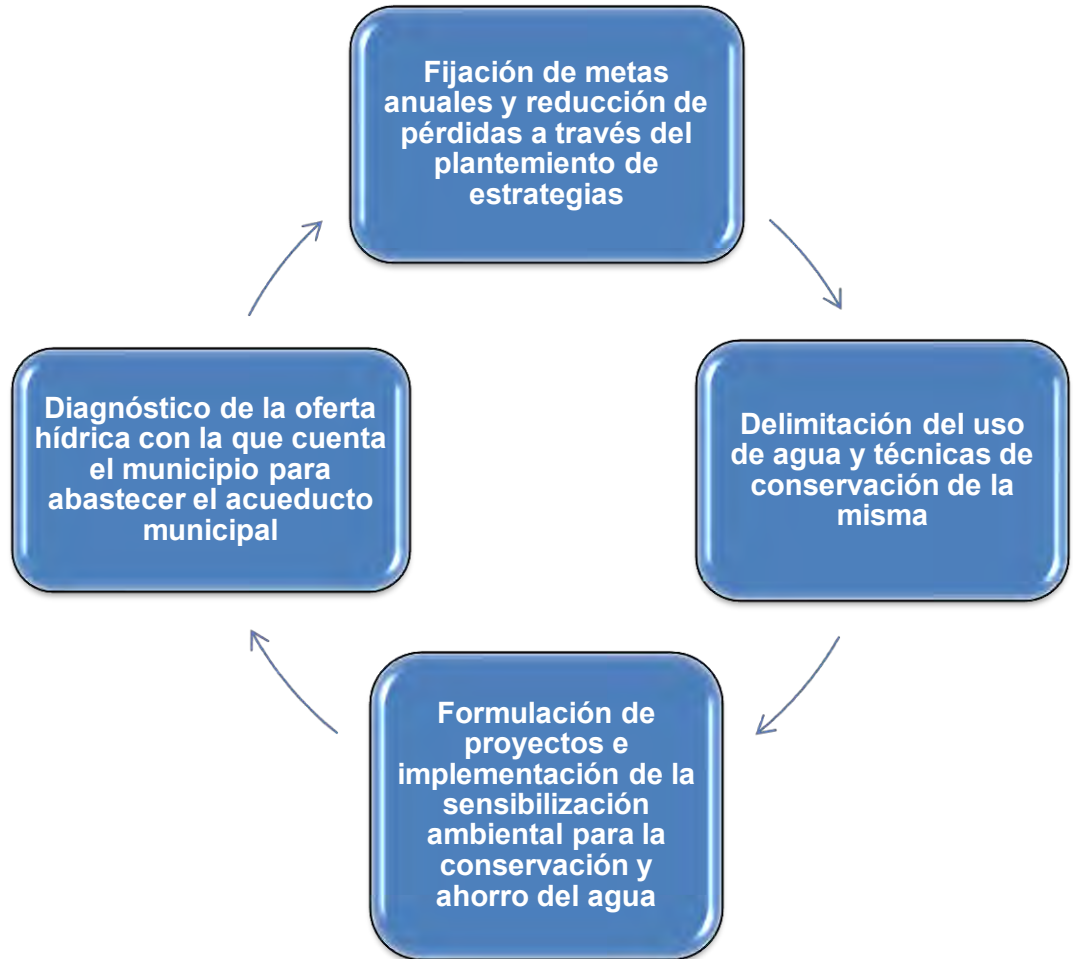 Fijación de metas
anuales y reducción de
pérdidas a través del
plantemiento de
estrategias
Delimitación del uso
de agua y técnicas de
conservación de la
misma
Formulación de
proyectos e
implementación de la
sensibilización
ambiental para la
conservación y
ahorro del agua
Diagnóstico de la oferta
hídrica con la que cuenta
el municipio para
abastecer el acueducto
municipal